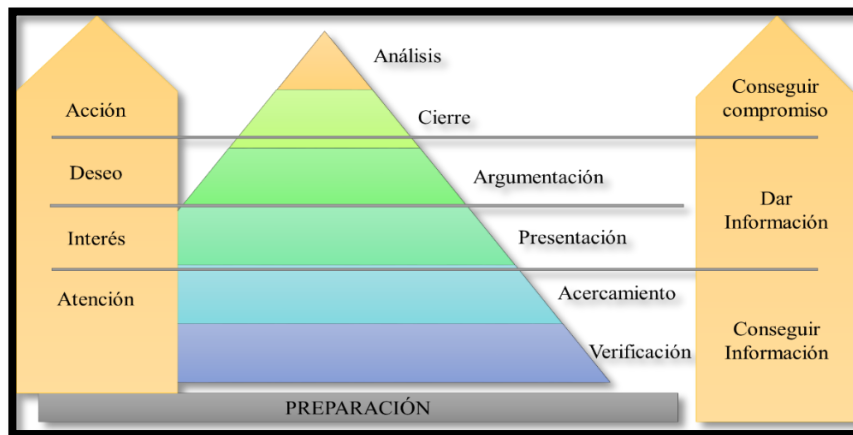 Análisis
Acción
Cierre
Conseguir
compromiso
Deseo
Argumentación
Dar
Información
Interés
Presentación
Atención
Acercamiento
Conseguir
Información
Verificación
PREPARACIÓN